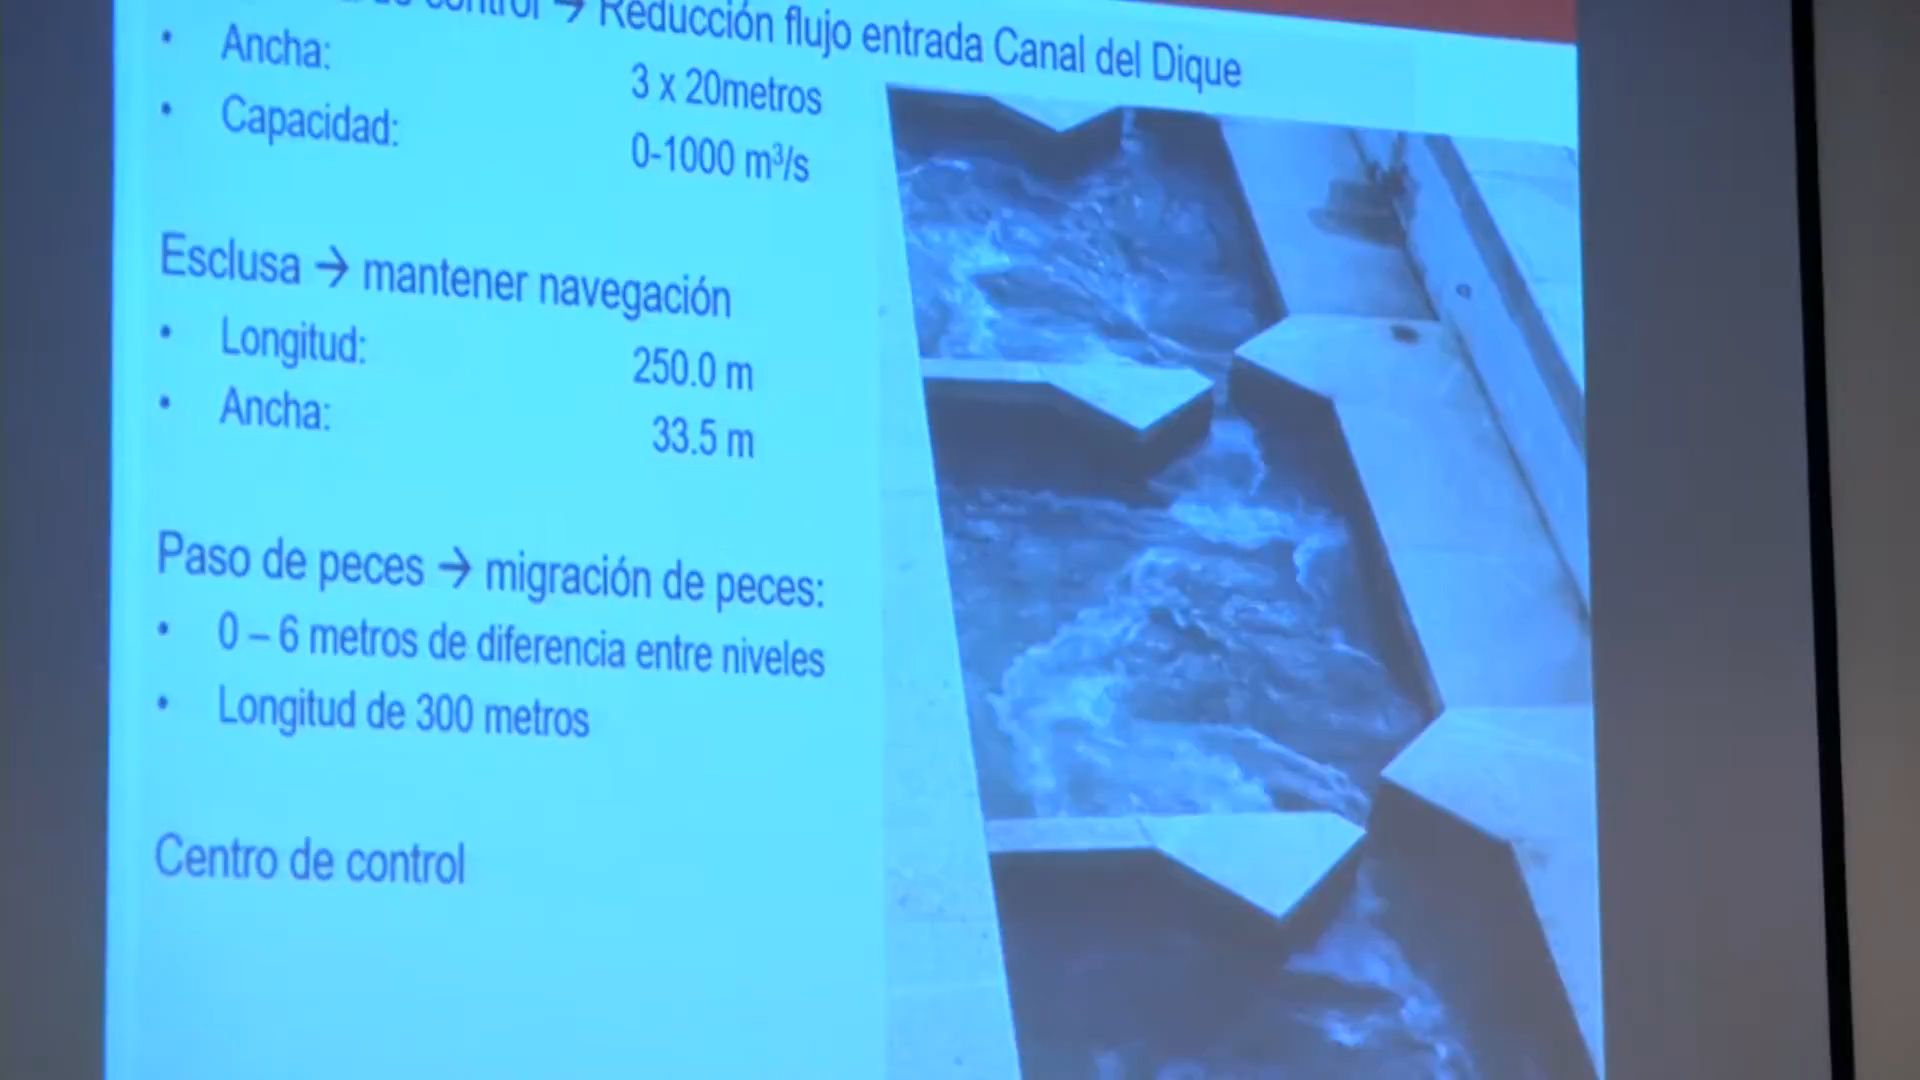 control → Reducción flujo entrada Canal del Dique
• Ancha: 3 x 20metros
• Capacidad: 0-1000 m³/s
Esclusa → mantener navegación
• Longitud: 250.0 m
• Ancha: 33.5 m
Paso de peces → migración de peces:
• 0 – 6 metros de diferencia entre niveles
• Longitud de 300 metros
Centro de control